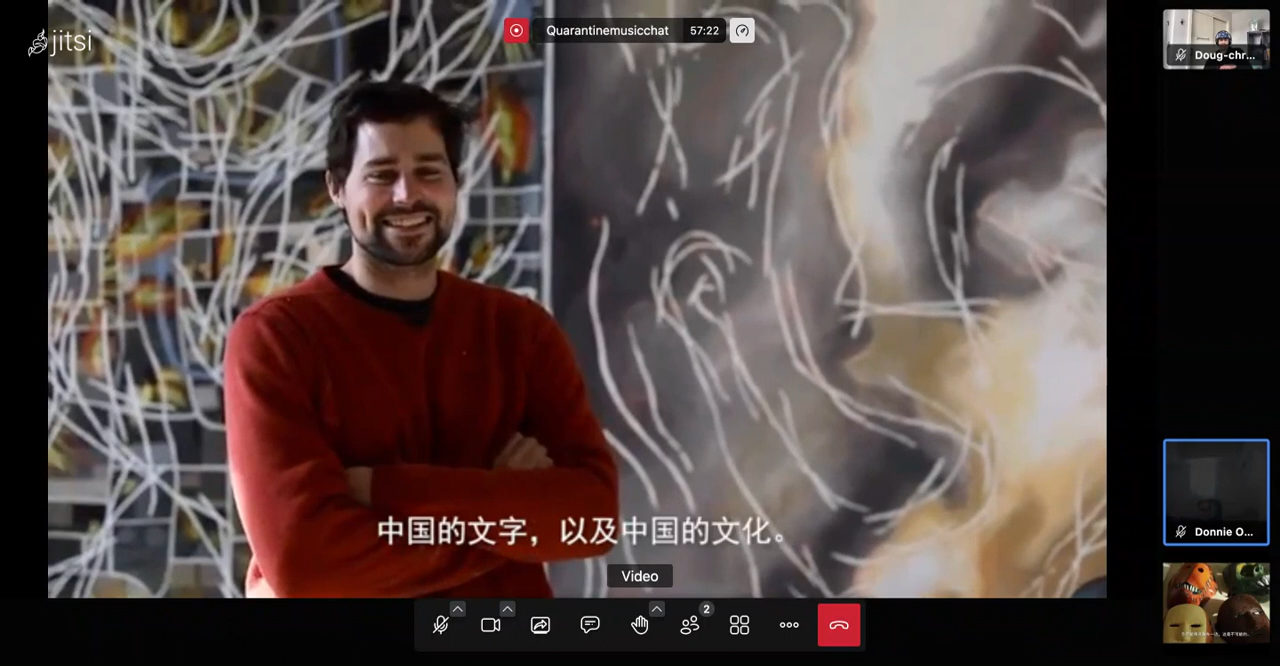 jitsi
Quarantinemusicchat 57:22
Doug-chr...
中国的文字，以及中国的文化。
Donnie O...
Video
2